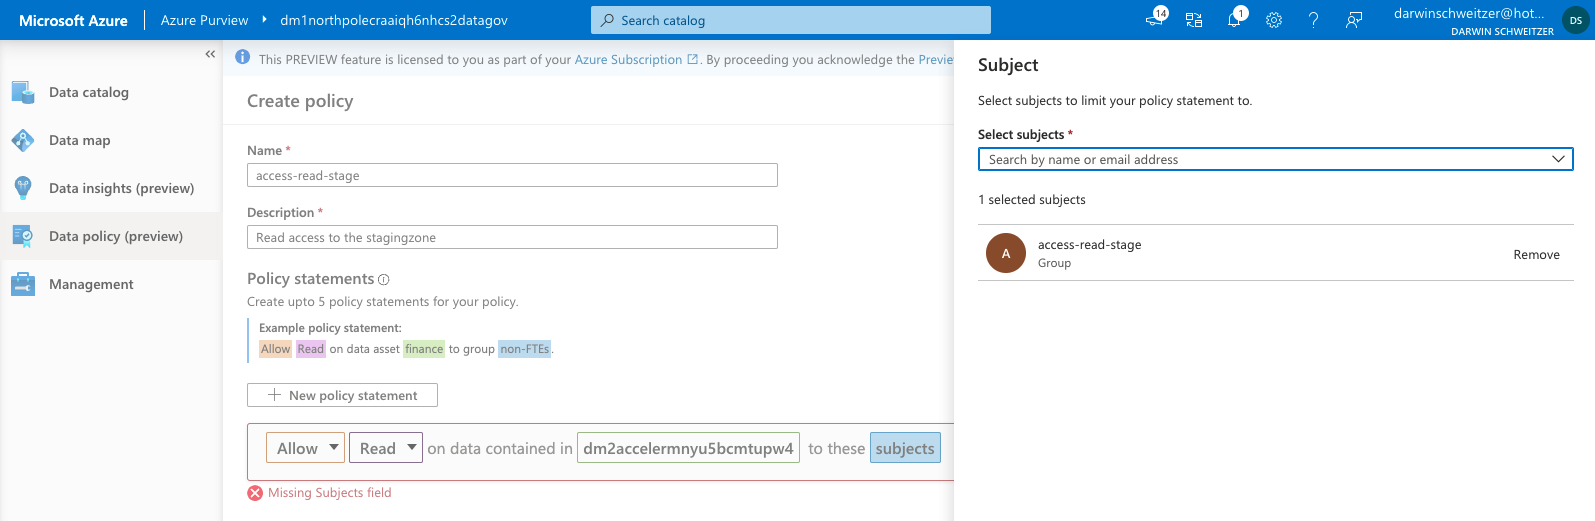 Microsoft Azure
Azure Purview
dm1northpolecraaiqh6nhcs2datagov
Search catalog
14
1
darwinschweitzer@hot...
DARWIN SCHWEITZER
DS
Data catalog
Data map
Data insights (preview)
Data policy (preview)
Management
This PREVIEW feature is licensed to you as part of your Azure Subscription. By proceeding you acknowledge the Previe
Create policy
Name *
access-read-stage
Description *
Read access to the stagingzone
Policy statements
Create upto 5 policy statements for your policy.
Example policy statement:
Allow Read on data asset finance to group non-FTEs.
New policy statement
Allow Read on data contained in dm2accelermnyu5bcmtupw4 to these subjects
Missing Subjects field
Subject
Select subjects to limit your policy statement to.
Select subjects *
Search by name or email address
1 selected subjects
A
access-read-stage
Group
Remove